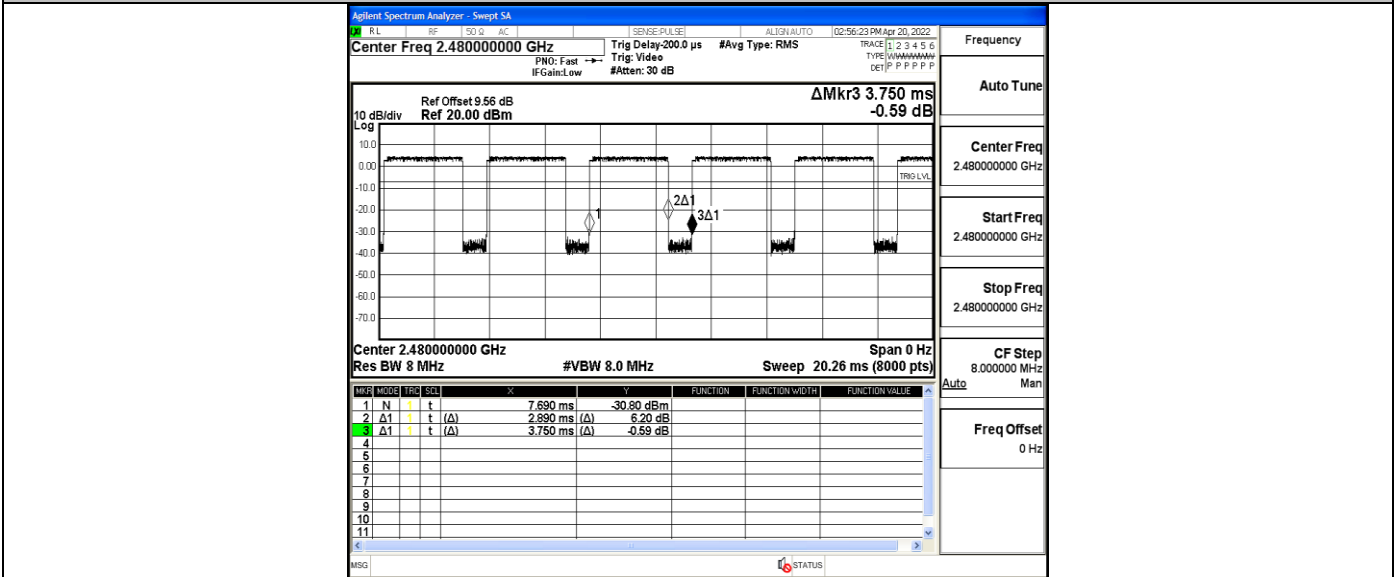 Agilent Spectrum Analyzer - Swept SA
LXI RL RF 50 Ω AC SENSE:PULSE ALIGNAUTO 02:56:23 PM Apr 20, 2022
Center Freq 2.480000000 GHz
PNO: Fast
IFGain:Low
Trig Delay-200.0 µs
Trig: Video
#Atten: 30 dB
#Avg Type: RMS
TRACE 1 2 3 4 5 6
TYPE WWWWWW
DET P P P P P P
ΔMkr3 3.750 ms
-0.59 dB
Ref Offset 9.56 dB
10 dB/div Ref 20.00 dBm
Log
10.0
0.00
-10.0
-20.0
-30.0
-40.0
-50.0
-60.0
-70.0
TRIG LVL
1
2Δ1
3Δ1
Center 2.480000000 GHz Span 0 Hz
Res BW 8 MHz #VBW 8.0 MHz Sweep 20.26 ms (8000 pts)
MKR MODE TRC SCL X Y FUNCTION FUNCTION WIDTH FUNCTION VALUE
1 N 1 t 7.690 ms -30.80 dBm
2 Δ1 1 t (Δ) 2.890 ms (Δ) 6.20 dB
3 Δ1 1 t (Δ) 3.750 ms (Δ) -0.59 dB
4
5
6
7
8
9
10
11
MSG STATUS
Frequency
Auto Tune
Center Freq
2.480000000 GHz
Start Freq
2.480000000 GHz
Stop Freq
2.480000000 GHz
CF Step
8.000000 MHz
Auto Man
Freq Offset
0 Hz